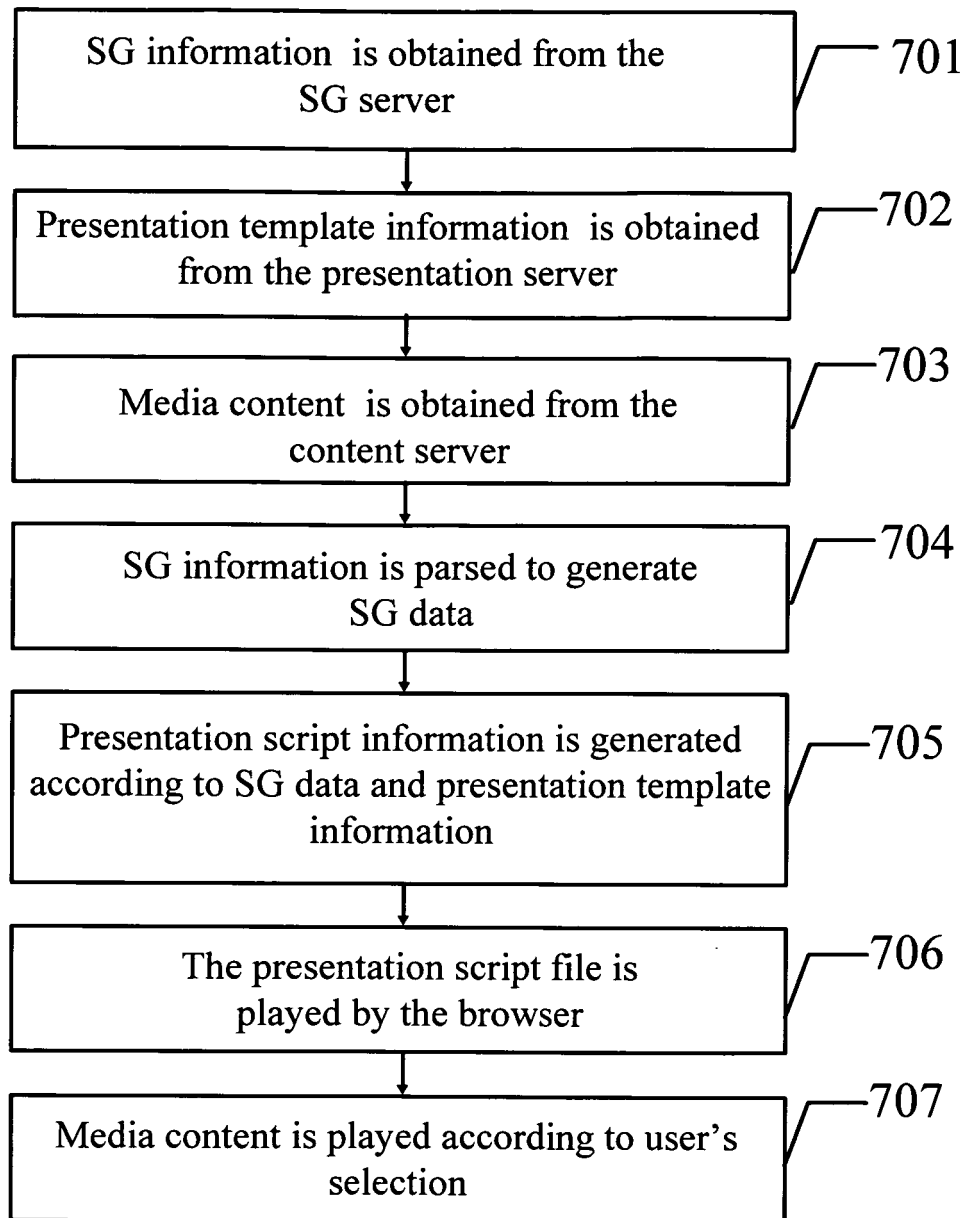 SG information is obtained from the
SG server
701
Presentation template information is obtained
from the presentation server
702
Media content is obtained from the
content server
703
SG information is parsed to generate
SG data
704
Presentation script information is generated
according to SG data and presentation template
information
705
The presentation script file is
played by the browser
706
Media content is played according to user's
selection
707